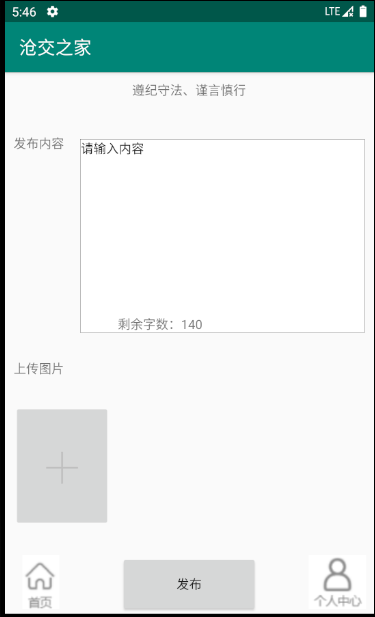 5:46 LTE
沧交之家
遵纪守法、谨言慎行
发布内容
请输入内容
剩余字数：140
上传图片
首页 发布 个人中心